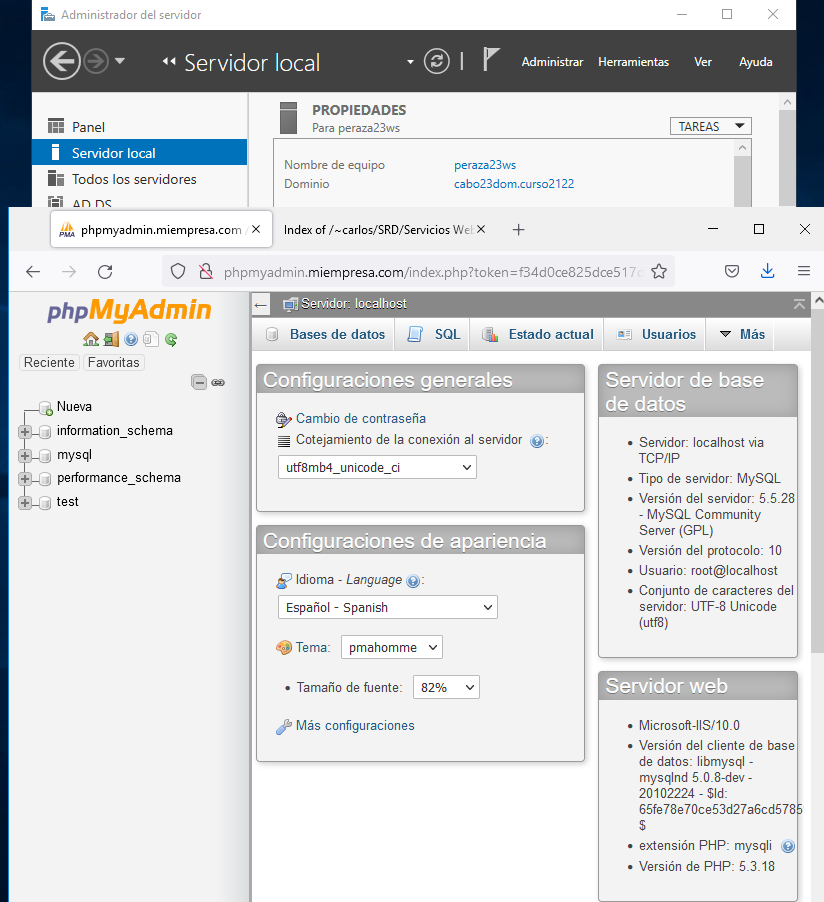 Administrador del servidor
Servidor local
Administrar Herramientas Ver Ayuda
Panel
Servidor local
Todos los servidores
AD DS
PROPIEDADES
Para peraza23ws
TAREAS
Nombre de equipo peraza23ws
Dominio cabo23dom.curso2122
phpmyadmin.miempresa.com /
Index of /~carlos/SRD/Servicios Web
phpmyadmin.miempresa.com/index.php?token=f34d0ce825dce517
phpMyAdmin
Reciente Favoritas
Nueva
information_schema
mysql
performance_schema
test
Servidor: localhost
Bases de datos SQL Estado actual Usuarios Más
Configuraciones generales
Cambio de contraseña
Cotejamiento de la conexión al servidor :
utf8mb4_unicode_ci
Configuraciones de apariencia
Idioma - Language :
Español - Spanish
Tema: pmahomme
Tamaño de fuente: 82%
Más configuraciones
Servidor de base
de datos
Servidor: localhost via
TCP/IP
Tipo de servidor: MySQL
Versión del servidor: 5.5.28
- MySQL Community
Server (GPL)
Versión del protocolo: 10
Usuario: root@localhost
Conjunto de caracteres del
servidor: UTF-8 Unicode
(utf8)
Servidor web
Microsoft-IIS/10.0
Versión del cliente de base
de datos: libmysql -
mysqlnd 5.0.8-dev -
20102224 - $Id:
65fe78e70ce53d27a6cd5785
$
extensión PHP: mysqli
Versión de PHP: 5.3.18